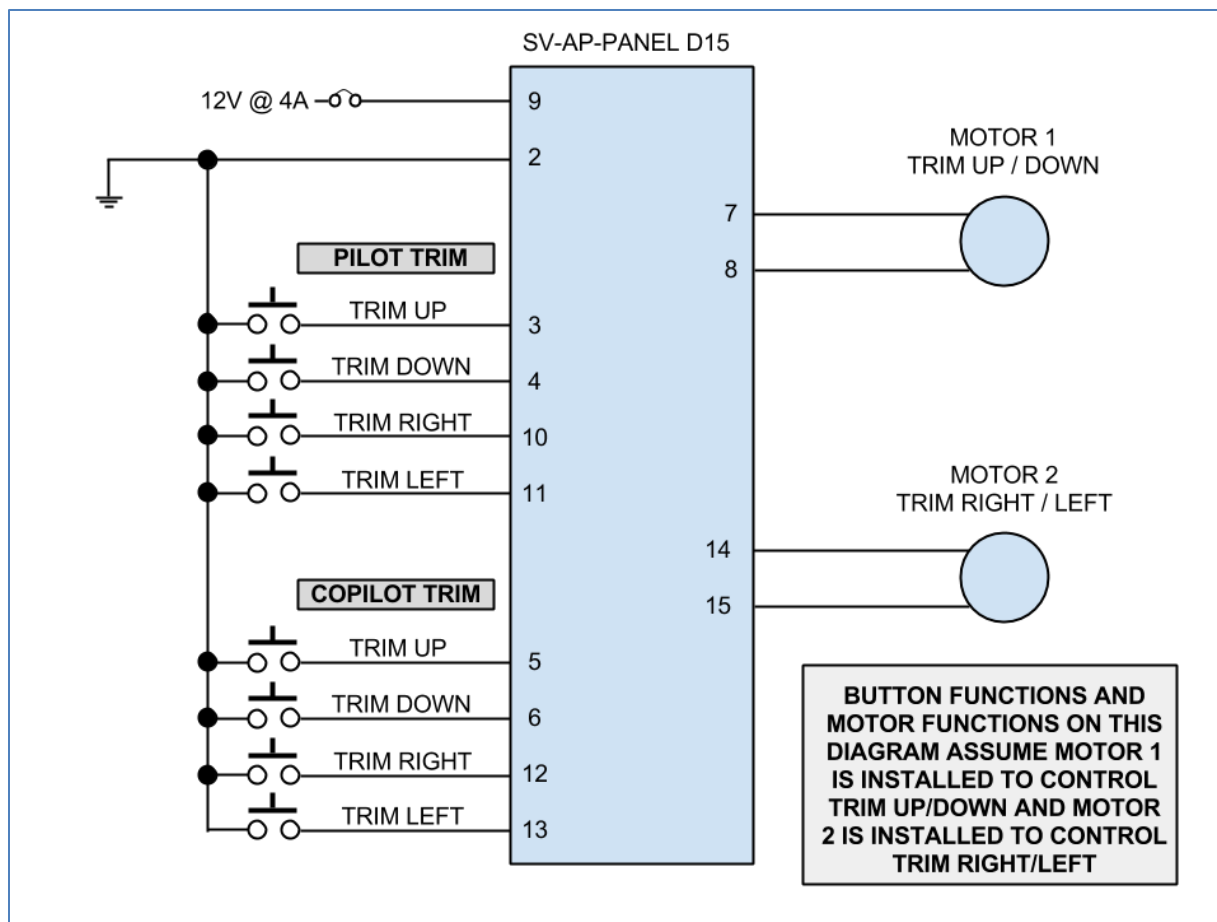 SV-AP-PANEL D15
12V @ 4A
9
2
MOTOR 1
TRIM UP / DOWN
7
8
PILOT TRIM
TRIM UP
3
TRIM DOWN
4
TRIM RIGHT
10
TRIM LEFT
11
MOTOR 2
TRIM RIGHT / LEFT
14
15
COPILOT TRIM
TRIM UP
5
TRIM DOWN
6
TRIM RIGHT
12
TRIM LEFT
13
BUTTON FUNCTIONS AND
MOTOR FUNCTIONS ON THIS
DIAGRAM ASSUME MOTOR 1
IS INSTALLED TO CONTROL
TRIM UP/DOWN AND MOTOR
2 IS INSTALLED TO CONTROL
TRIM RIGHT/LEFT